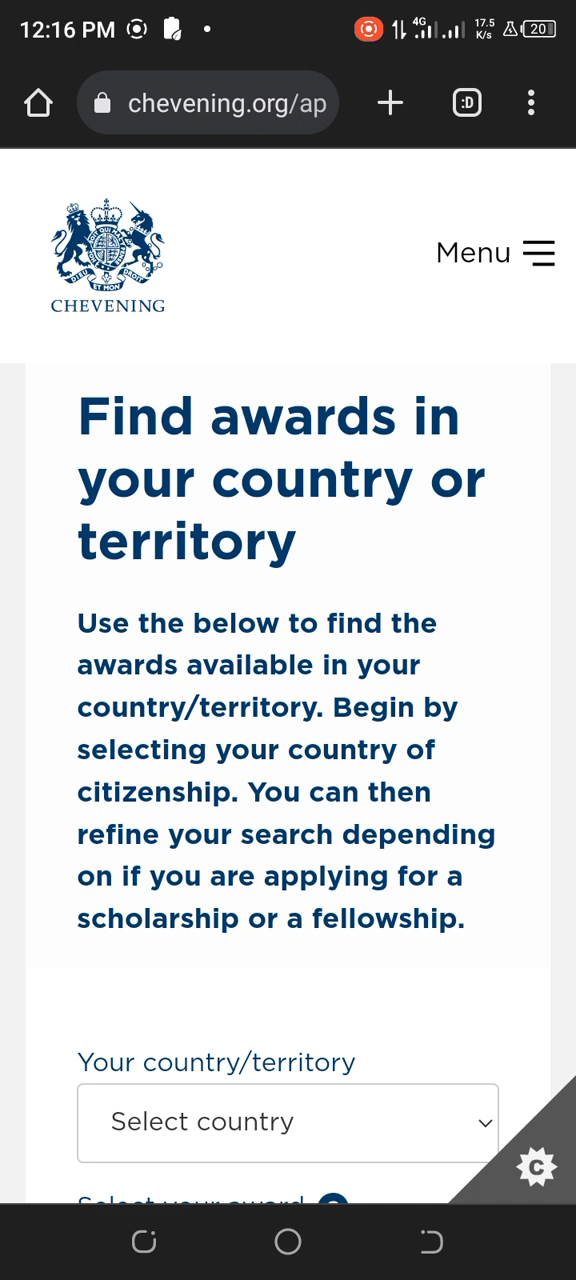 12:16 PM
4G
17.5
K/s
20
chevening.org/ap
:D
CHEVENING
Menu
Find awards in
your country or
territory
Use the below to find the
awards available in your
country/territory. Begin by
selecting your country of
citizenship. You can then
refine your search depending
on if you are applying for a
scholarship or a fellowship.
Your country/territory
Select country
C
Select your award